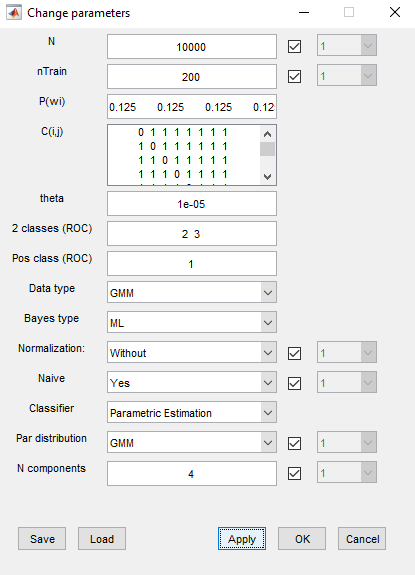 Change parameters
N 10000 1
nTrain 200 1
P(wi) 0.125 0.125 0.125 0.12
C(i,j) 0 1 1 1 1 1 1 1
1 0 1 1 1 1 1 1
1 1 0 1 1 1 1 1
1 1 1 0 1 1 1 1
theta 1e-05
2 classes (ROC) 2 3
Pos class (ROC) 1
Data type GMM
Bayes type ML
Normalization: Without 1
Naive Yes 1
Classifier Parametric Estimation
Par distribution GMM 1
N components 4 1
Save Load Apply OK Cancel